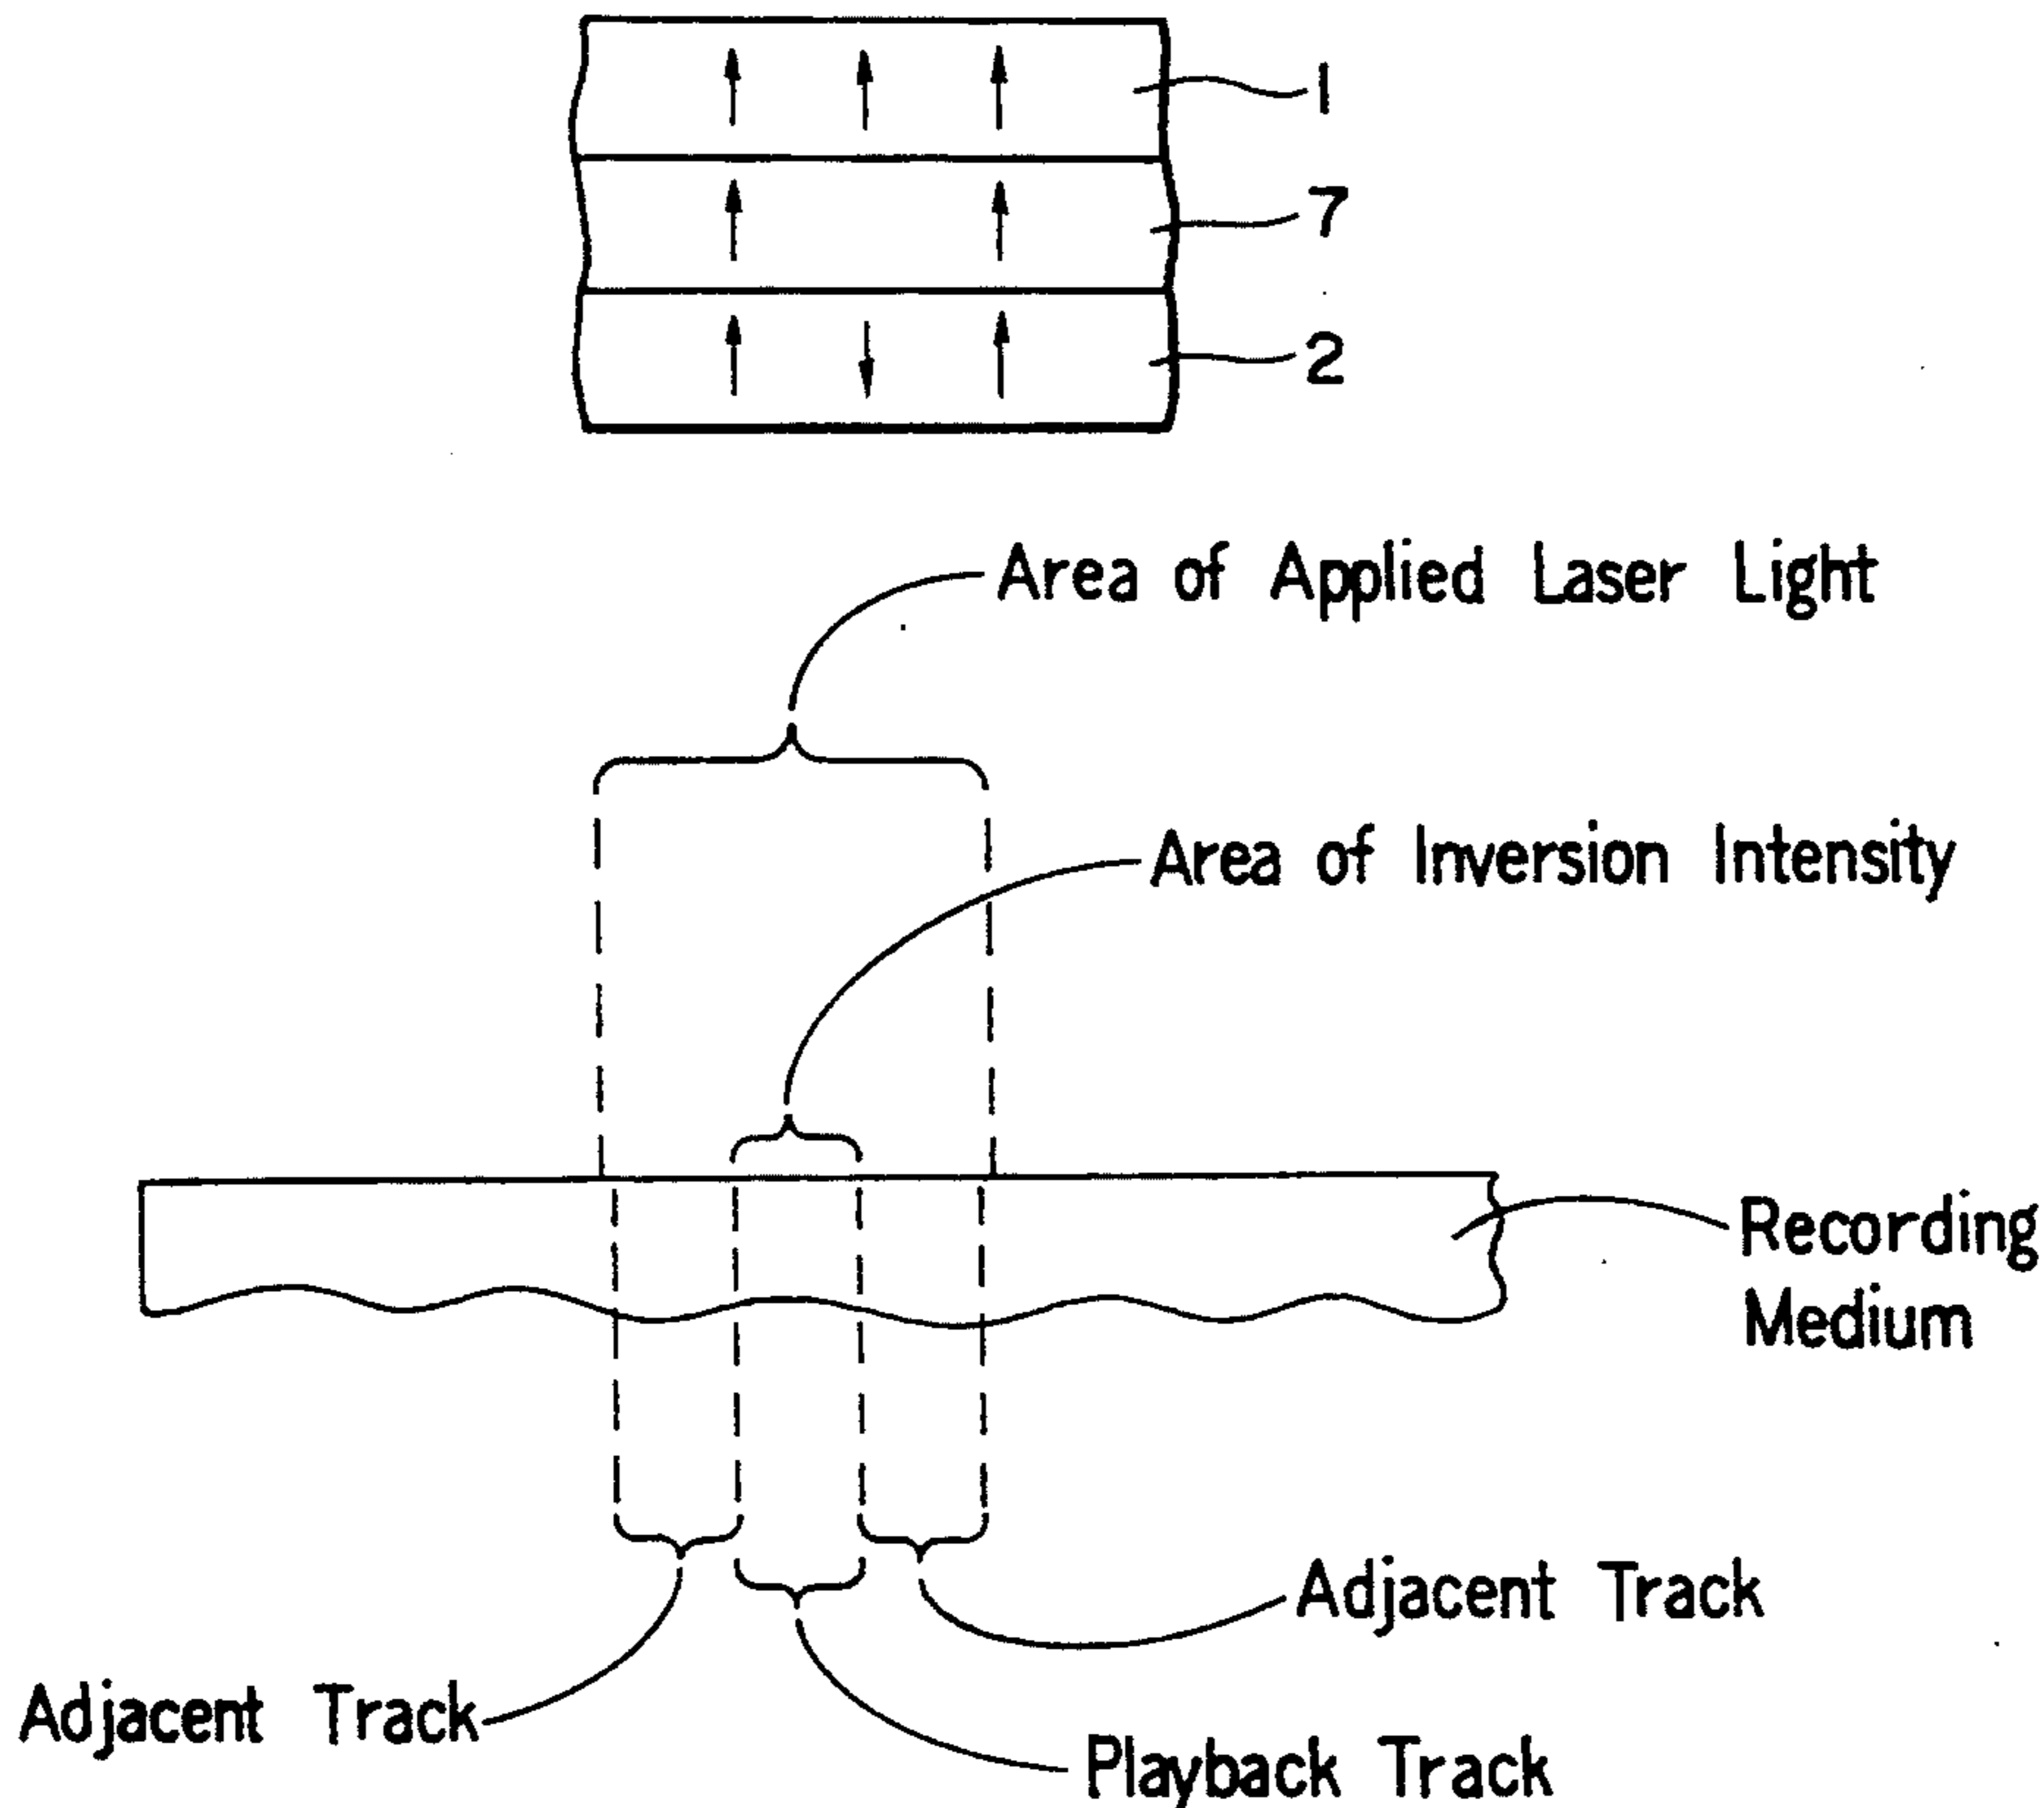 1
7
2
Area of Applied Laser Light
Area of Inversion Intensity
Recording
Medium
Adjacent Track
Adjacent Track
Playback Track